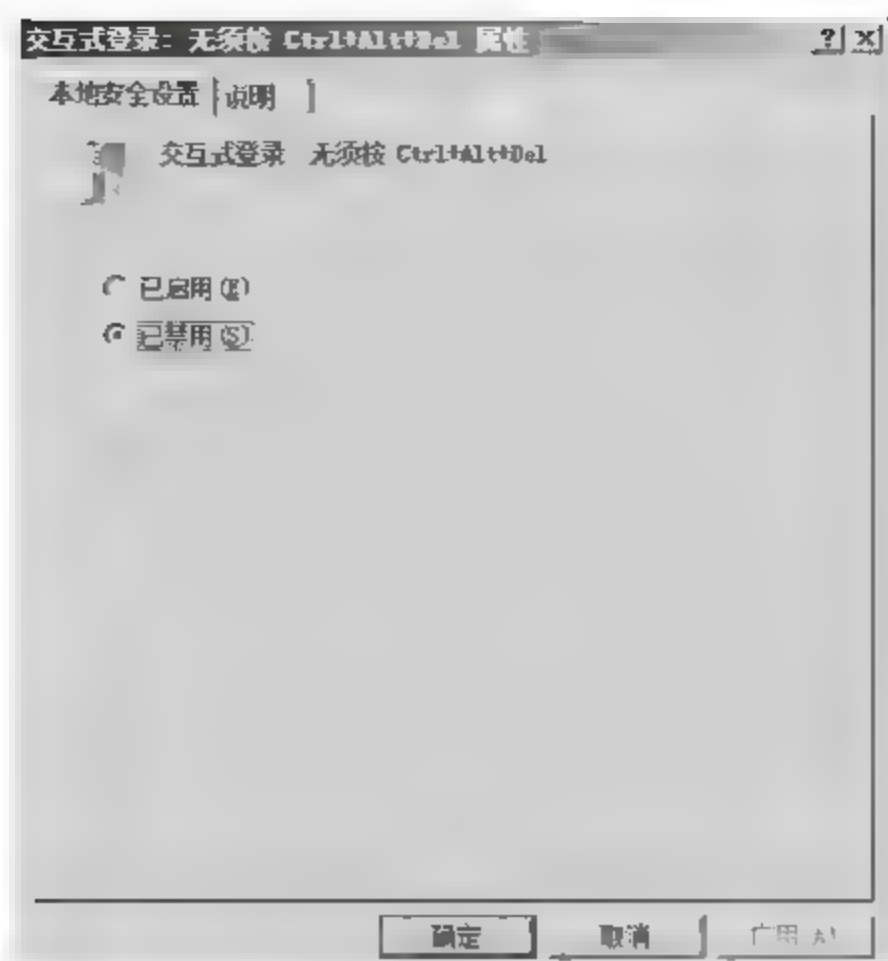 交互式登录: 无须按 Ctrl+Alt+Del 属性 ? X
本地安全设置 说明
交互式登录 无须按 Ctrl+Alt+Del
已启用(E)
已禁用(S)
确定 取消 应用(A)